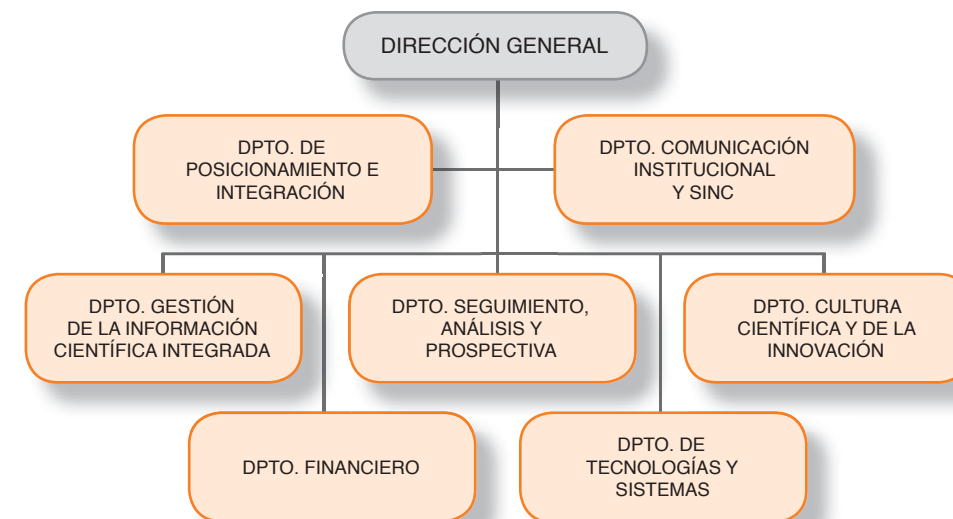 DIRECCIÓN GENERAL
DPTO. DE
POSICIONAMIENTO E
INTEGRACIÓN
DPTO. COMUNICACIÓN
INSTITUCIONAL
Y SINC
DPTO. GESTIÓN
DE LA INFORMACIÓN
CIENTÍFICA INTEGRADA
DPTO. SEGUIMIENTO,
ANÁLISIS Y
PROSPECTIVA
DPTO. CULTURA
CIENTÍFICA Y DE LA
INNOVACIÓN
DPTO. FINANCIERO
DPTO. DE
TECNOLOGÍAS Y
SISTEMAS